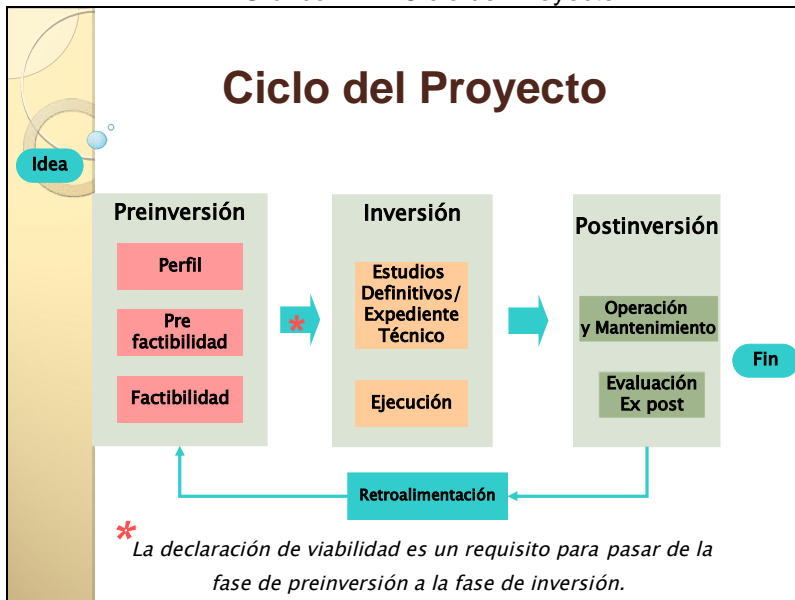 Ciclo del Proyecto
Idea
Preinversión
Perfil
Pre
factibilidad
Factibilidad
*
Inversión
Estudios
Definitivos/
Expediente
Técnico
Ejecución
Postinversión
Operación
y Mantenimiento
Evaluación
Ex post
Fin
Retroalimentación
*
La declaración de viabilidad es un requisito para pasar de la
fase de preinversión a la fase de inversión.